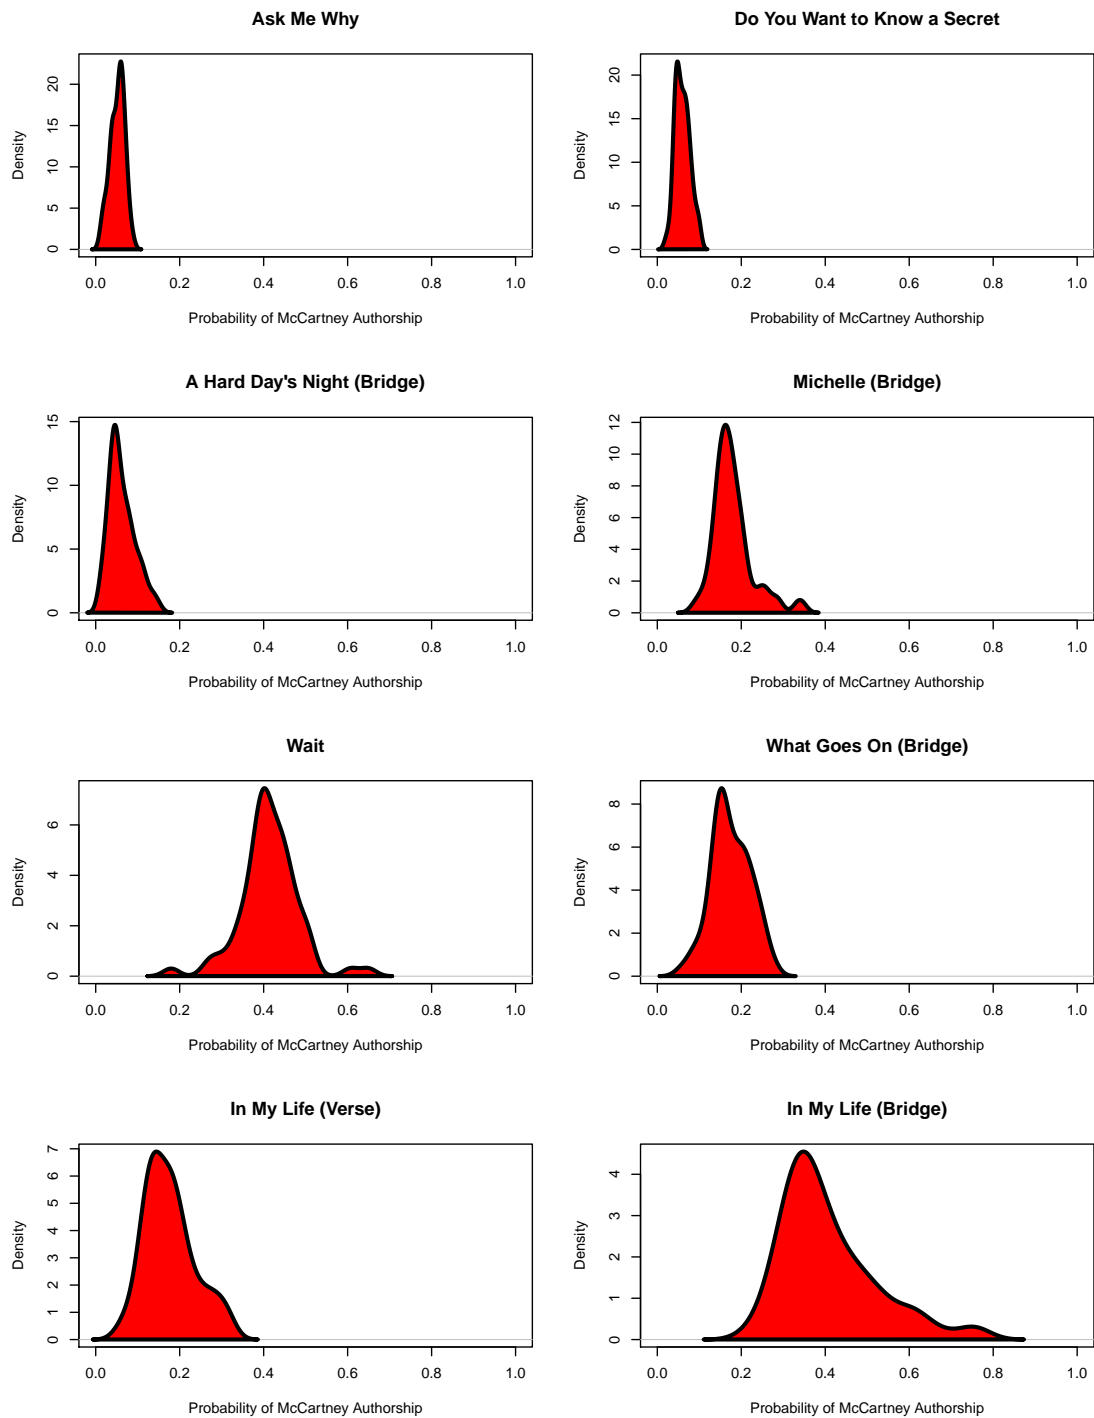 Ask Me Why
Density
0 5 10 15 20
0.0 0.2 0.4 0.6 0.8 1.0
Probability of McCartney Authorship
Do You Want to Know a Secret
Density
0 5 10 15 20
0.0 0.2 0.4 0.6 0.8 1.0
Probability of McCartney Authorship
A Hard Day's Night (Bridge)
Density
0 5 10 15
0.0 0.2 0.4 0.6 0.8 1.0
Probability of McCartney Authorship
Michelle (Bridge)
Density
0 2 4 6 8 10 12
0.0 0.2 0.4 0.6 0.8 1.0
Probability of McCartney Authorship
Wait
Density
0 2 4 6
0.0 0.2 0.4 0.6 0.8 1.0
Probability of McCartney Authorship
What Goes On (Bridge)
Density
0 2 4 6 8
0.0 0.2 0.4 0.6 0.8 1.0
Probability of McCartney Authorship
In My Life (Verse)
Density
0 1 2 3 4 5 6 7
0.0 0.2 0.4 0.6 0.8 1.0
Probability of McCartney Authorship
In My Life (Bridge)
Density
0 1 2 3 4
0.0 0.2 0.4 0.6 0.8 1.0
Probability of McCartney Authorship